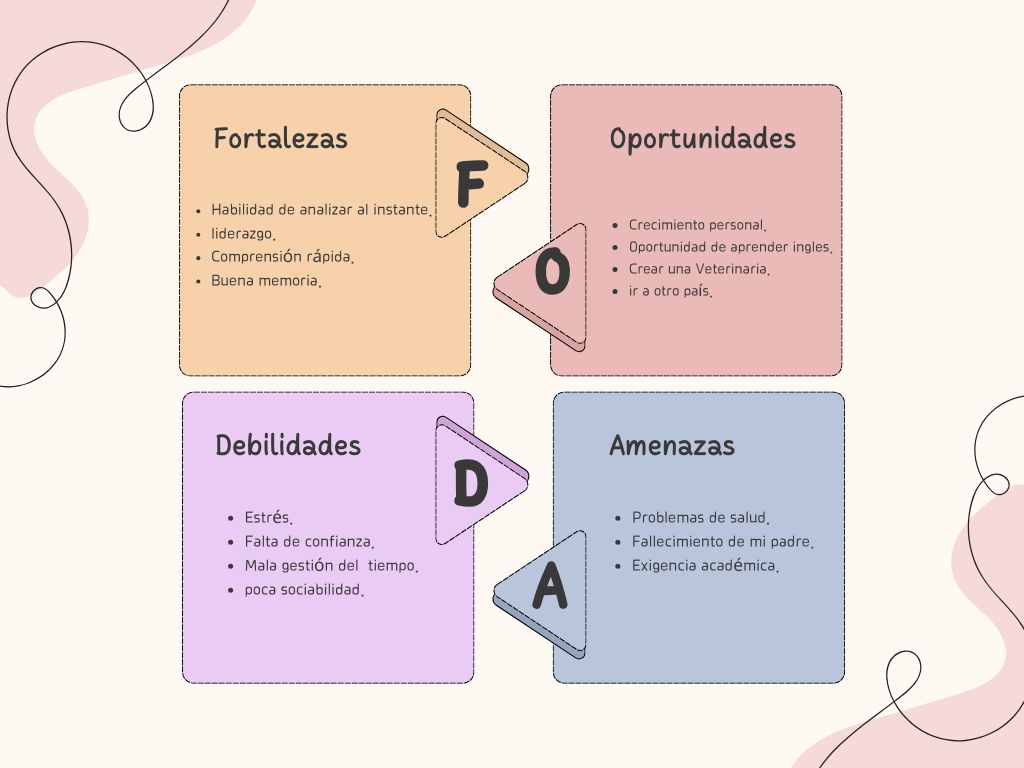 Fortalezas
F
• Habilidad de analizar al instante.
• liderazgo.
• Comprensión rápida.
• Buena memoria.
Oportunidades
O
• Crecimiento personal.
• Oportunidad de aprender ingles.
• Crear una Veterinaria.
• ir a otro país.
Debilidades
D
• Estrés.
• Falta de confianza.
• Mala gestión del  tiempo.
• poca sociabilidad.
Amenazas
A
• Problemas de salud.
• Fallecimiento de mi padre.
• Exigencia académica.